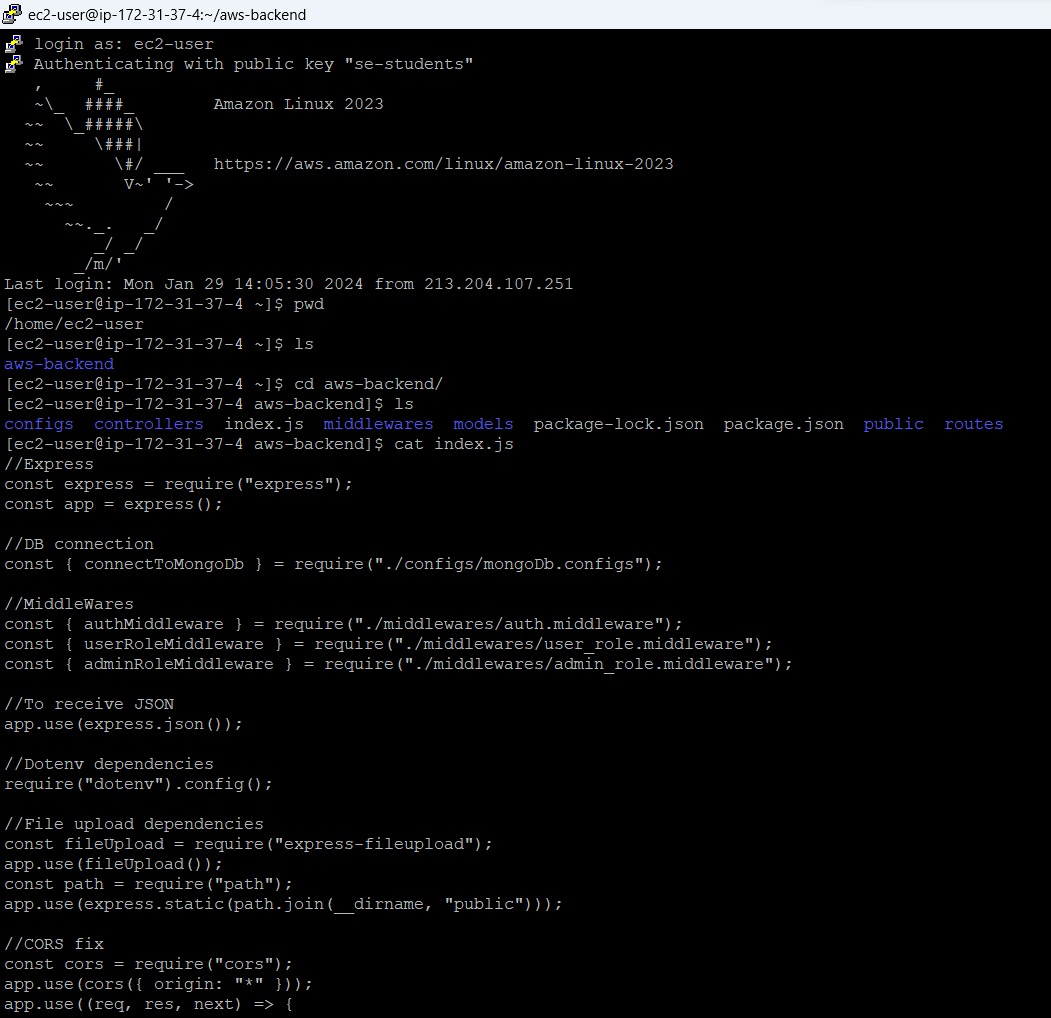 ec2-user@ip-172-31-37-4:~/aws-backend
login as: ec2-user
Authenticating with public key "se-students"
   ,     #_
   ~\_  ####_        Amazon Linux 2023
  ~~  \_#####\
  ~~     \###|
  ~~       \#/ ___   https://aws.amazon.com/linux/amazon-linux-2023
   ~~       V~' '->
    ~~~         /
      ~~._.   _/
         _/ _/
       _/m/'
Last login: Mon Jan 29 14:05:30 2024 from 213.204.107.251
[ec2-user@ip-172-31-37-4 ~]$ pwd
/home/ec2-user
[ec2-user@ip-172-31-37-4 ~]$ ls
aws-backend
[ec2-user@ip-172-31-37-4 ~]$ cd aws-backend/
[ec2-user@ip-172-31-37-4 aws-backend]$ ls
configs  controllers  index.js  middlewares  models  package-lock.json  package.json  public  routes
[ec2-user@ip-172-31-37-4 aws-backend]$ cat index.js
//Express
const express = require("express");
const app = express();

//DB connection
const { connectToMongoDb } = require("./configs/mongoDb.configs");

//MiddleWares
const { authMiddleware } = require("./middlewares/auth.middleware");
const { userRoleMiddleware } = require("./middlewares/user_role.middleware");
const { adminRoleMiddleware } = require("./middlewares/admin_role.middleware");

//To receive JSON
app.use(express.json());

//Dotenv dependencies
require("dotenv").config();

//File upload dependencies
const fileUpload = require("express-fileupload");
app.use(fileUpload());
const path = require("path");
app.use(express.static(path.join(__dirname, "public")));

//CORS fix
const cors = require("cors");
app.use(cors({ origin: "*" }));
app.use((req, res, next) => {